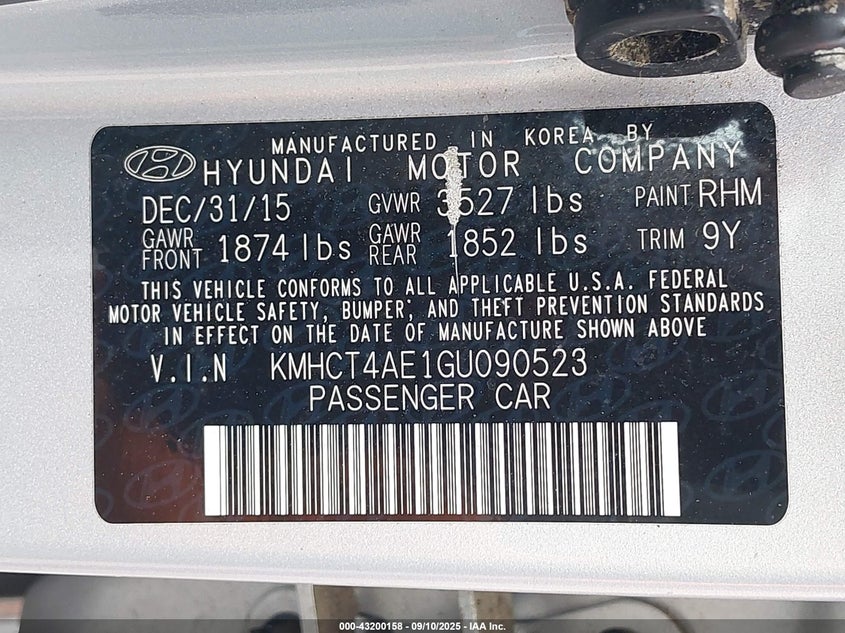 MANUFACTURED IN KOREA BY
HYUNDAI MOTOR COMPANY
DEC/31/15 GVWR 3527 lbs PAINT RHM
GAWR FRONT 1874 lbs GAWR REAR 1852 lbs TRIM 9Y
THIS VEHICLE CONFORMS TO ALL APPLICABLE U.S.A. FEDERAL
MOTOR VEHICLE SAFETY, BUMPER, AND THEFT PREVENTION STANDARDS
IN EFFECT ON THE DATE OF MANUFACTURE SHOWN ABOVE
V.I.N KMHCT4AE1GU090523
PASSENGER CAR
000-43200158 - 09/10/2025 - IAA Inc.